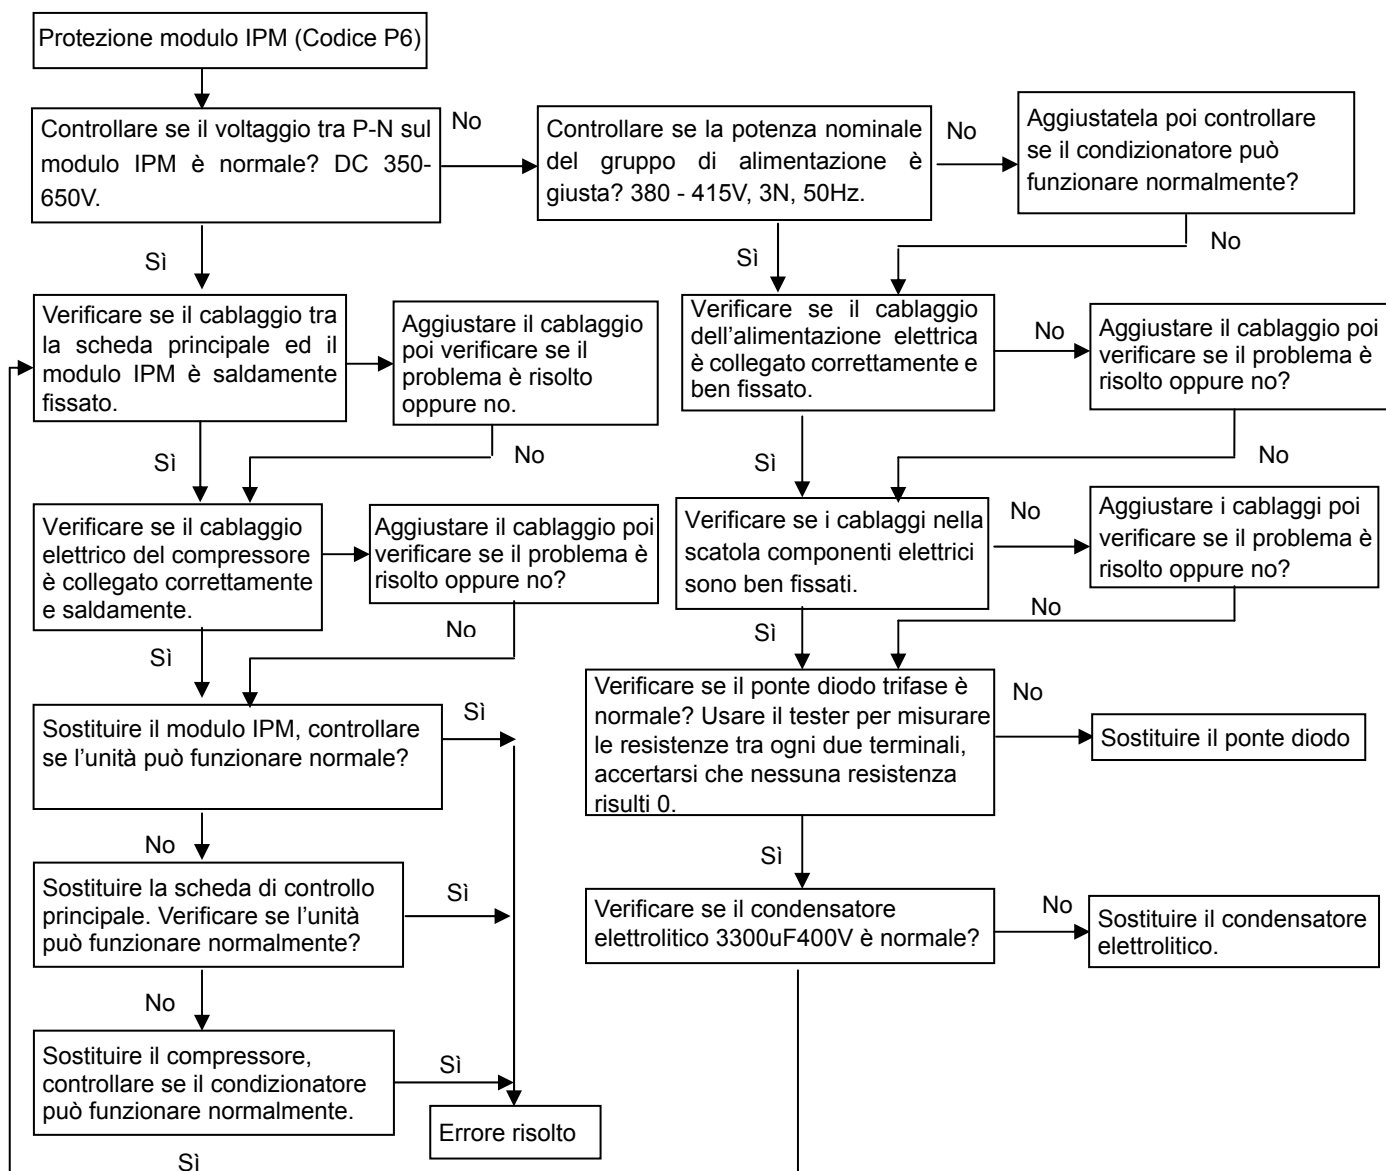 Protezione modulo IPM (Codice P6)
Controllare se il voltaggio tra P-N sul
modulo IPM è normale? DC 350-
650V.
No
Controllare se la potenza nominale
del gruppo di alimentazione è
giusta? 380 - 415V, 3N, 50Hz.
No
Aggiustatela poi controllare
se il condizionatore può
funzionare normalmente?
Sì
Sì
No
Verificare se il cablaggio tra
la scheda principale ed il
modulo IPM è saldamente
fissato.
Aggiustare il cablaggio
poi verificare se il
problema è risolto
oppure no.
Verificare se il cablaggio
dell'alimentazione elettrica
è collegato correttamente e
ben fissato.
No
Aggiustare il cablaggio poi
verificare se il problema è
risolto oppure no?
Sì
No
Sì
No
Verificare se il cablaggio
elettrico del compressore
è collegato correttamente
e saldamente.
Aggiustare il cablaggio poi
verificare se il problema è
risolto oppure no?
Verificare se i cablaggi nella
scatola componenti elettrici
sono ben fissati.
No
Aggiustare i cablaggi poi
verificare se il problema è
risolto oppure no?
Sì
No
Sì
No
Sostituire il modulo IPM, controllare
se l'unità può funzionare normale?
Sì
Verificare se il ponte diodo trifase è
normale? Usare il tester per misurare
le resistenze tra ogni due terminali,
accertarsi che nessuna resistenza
risulti 0.
No
Sostituire il ponte diodo
No
Sì
Sostituire la scheda di controllo
principale. Verificare se l'unità
può funzionare normalmente?
Sì
Verificare se il condensatore
elettrolitico 3300uF400V è normale?
No
Sostituire il condensatore
elettrolitico.
No
Sostituire il compressore,
controllare se il condizionatore
può funzionare normalmente.
Sì
Errore risolto
Sì